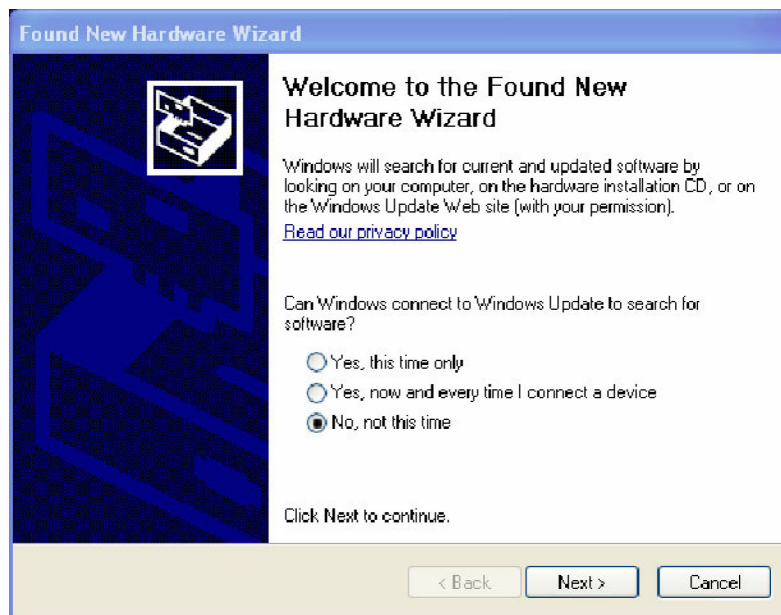 Found New Hardware Wizard
Welcome to the Found New
Hardware Wizard
Windows will search for current and updated software by
looking on your computer, on the hardware installation CD, or on
the Windows Update Web site (with your permission).
Read our privacy policy
Can Windows connect to Windows Update to search for
software?
Yes, this time only
Yes, now and every time I connect a device
No, not this time
Click Next to continue.
< Back
Next >
Cancel